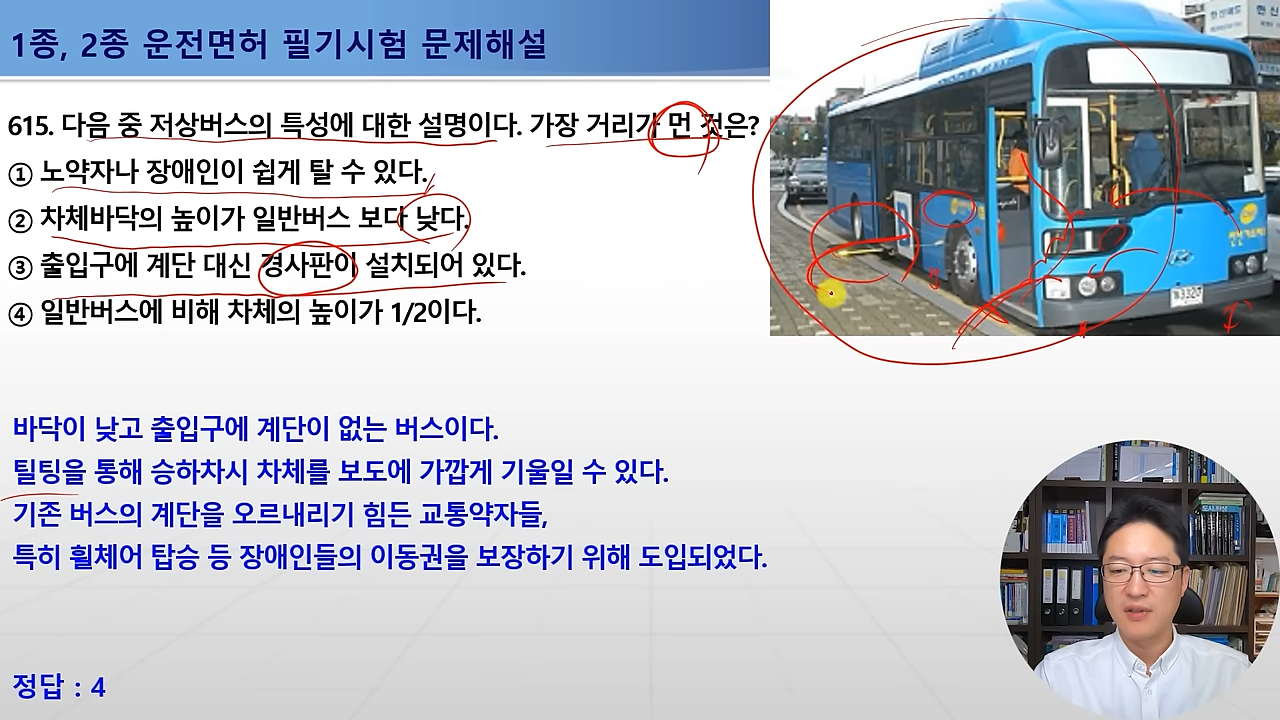 1종, 2종 운전면허 필기시험 문제해설
615. 다음 중 저상버스의 특성에 대한 설명이다. 가장 거리가 먼 것은?
① 노약자나 장애인이 쉽게 탈 수 있다.
② 차체바닥의 높이가 일반버스 보다 낮다.
③ 출입구에 계단 대신 경사판이 설치되어 있다.
④ 일반버스에 비해 차체의 높이가 1/2이다.
바닥이 낮고 출입구에 계단이 없는 버스이다.
틸팅을 통해 승하차시 차체를 보도에 가깝게 기울일 수 있다.
기존 버스의 계단을 오르내리기 힘든 교통약자들,
특히 휠체어 탑승 등 장애인들의 이동권을 보장하기 위해 도입되었다.
정답 : 4